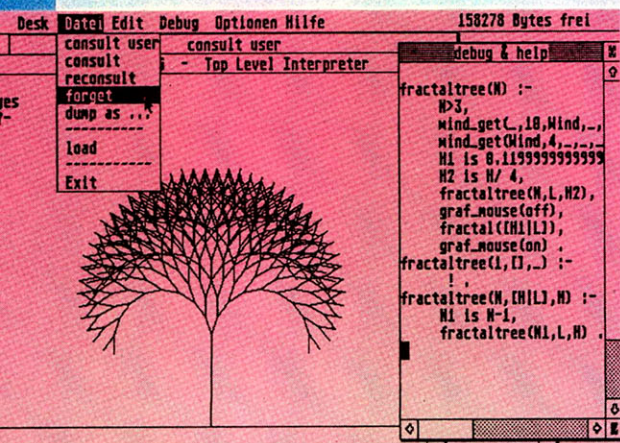 Desk Datei Edit Debug Optionen Hilfe 158278 Bytes frei
consult user
consult
reconsult
forget
dump as ...
load
Exit
consult user
- Top Level Interpreter
debug & help
fractaltree(N) :-
N>3,
wind_get(_,10,Wind,_,
wind_get(Wind,4,_,_,_
H1 is 0.1199999999999
H2 is H/ 4,
fractaltree(N,L,H2),
graf_mouse(off),
fractal([H1|L]),
graf_mouse(on) .
fractaltree(1,[],_) :-
! .
fractaltree(N,[H|L],H) :-
N1 is N-1,
fractaltree(N1,L,H) .